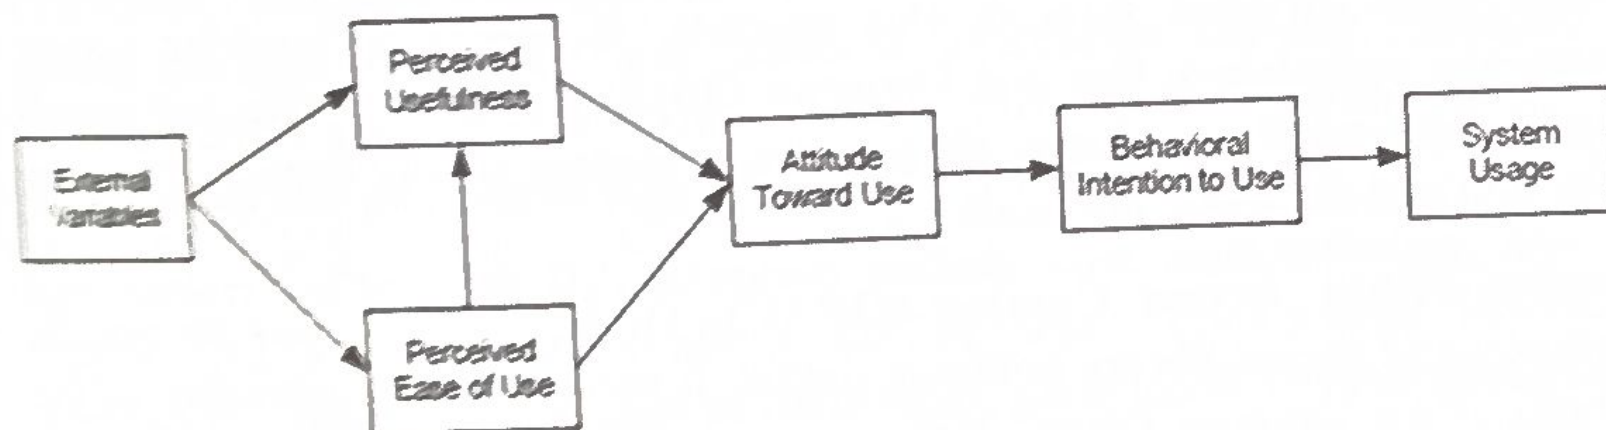 Perceived
Usefulness
External
Variables
Attitude
Toward Use
Behavioral
Intention to Use
System
Usage
Perceived
Ease of Use